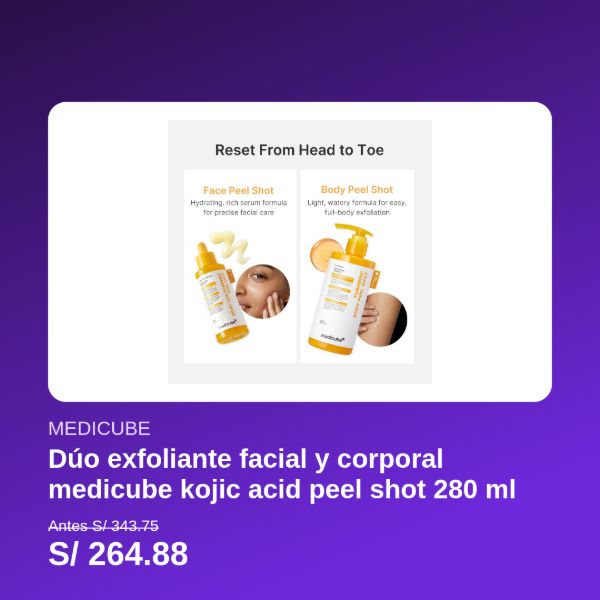 Reset From Head to Toe
Face Peel Shot
Hydrating, rich serum formula
for precise facial care
Body Peel Shot
Light, watery formula for easy,
full-body exfoliation
medicube
medicube
MEDICUBE
Dúo exfoliante facial y corporal
medicube kojic acid peel shot 280 ml
Antes S/ 343.75
S/ 264.88